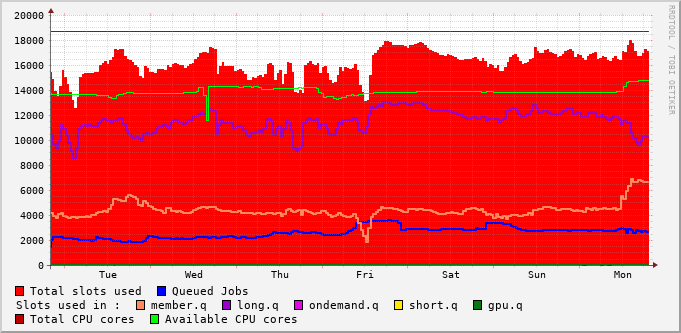 20000
18000
16000
14000
12000
10000
8000
6000
4000
2000
0
Tue Wed Thu Fri Sat Sun Mon
RRDTOOL / TOBI OETIKER
Total slots used Queued Jobs
Slots used in : member.q long.q ondemand.q short.q gpu.q
Total CPU cores Available CPU cores